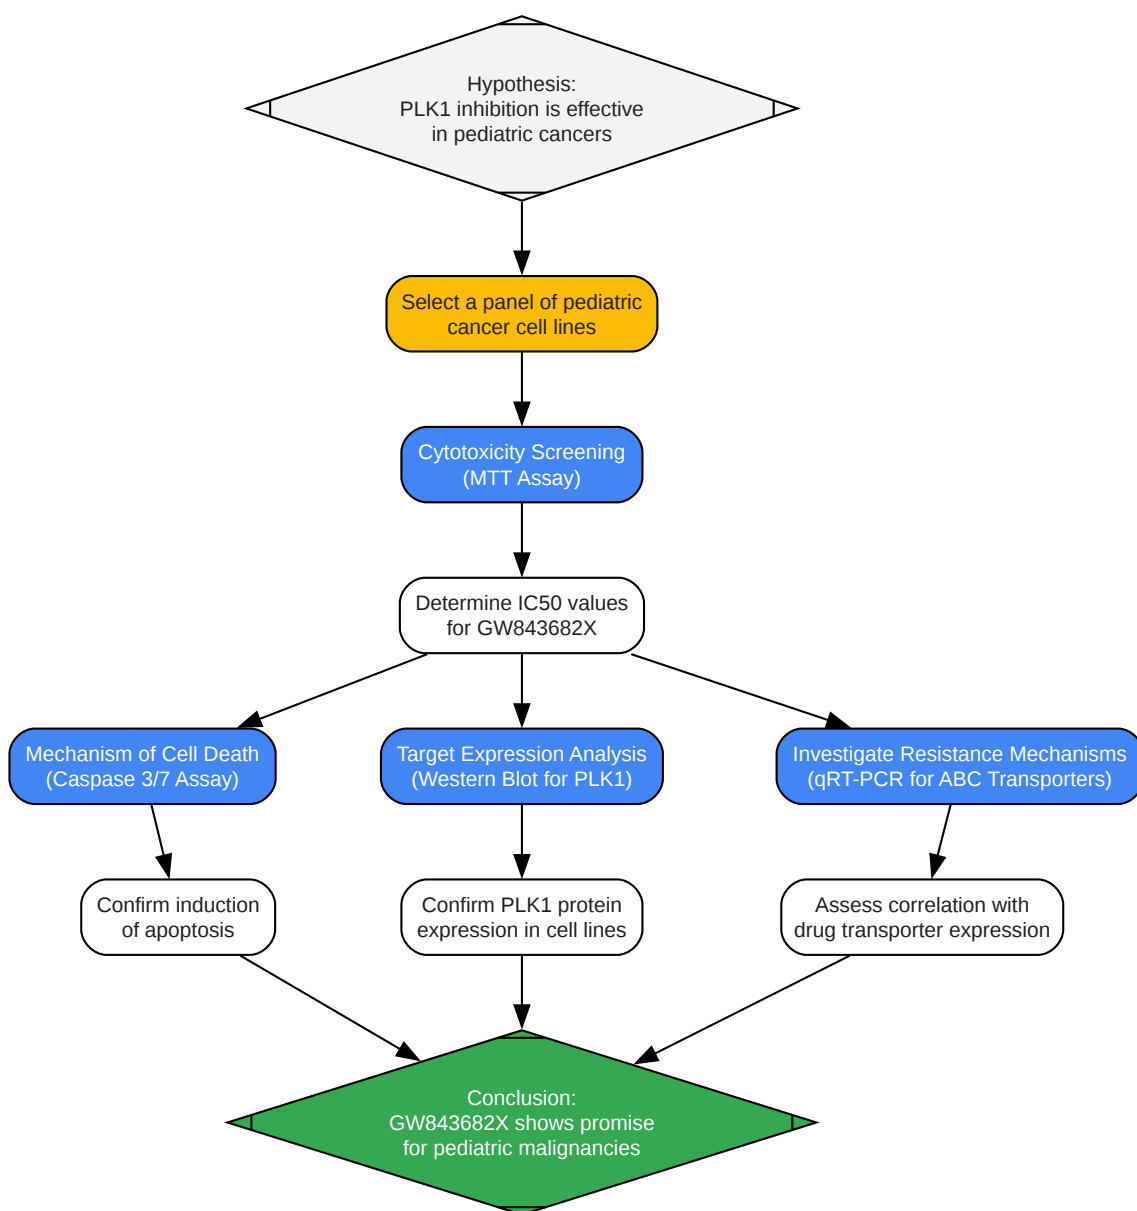 Hypothesis:
PLK1 inhibition is effective
in pediatric cancers
Select a panel of pediatric
cancer cell lines
Cytotoxicity Screening
(MTT Assay)
Determine IC50 values
for GW843682X
Mechanism of Cell Death
(Caspase 3/7 Assay)
Target Expression Analysis
(Western Blot for PLK1)
Investigate Resistance Mechanisms
(qRT-PCR for ABC Transporters)
Confirm induction
of apoptosis
Confirm PLK1 protein
expression in cell lines
Assess correlation with
drug transporter expression
Conclusion:
GW843682X shows promise
for pediatric malignancies